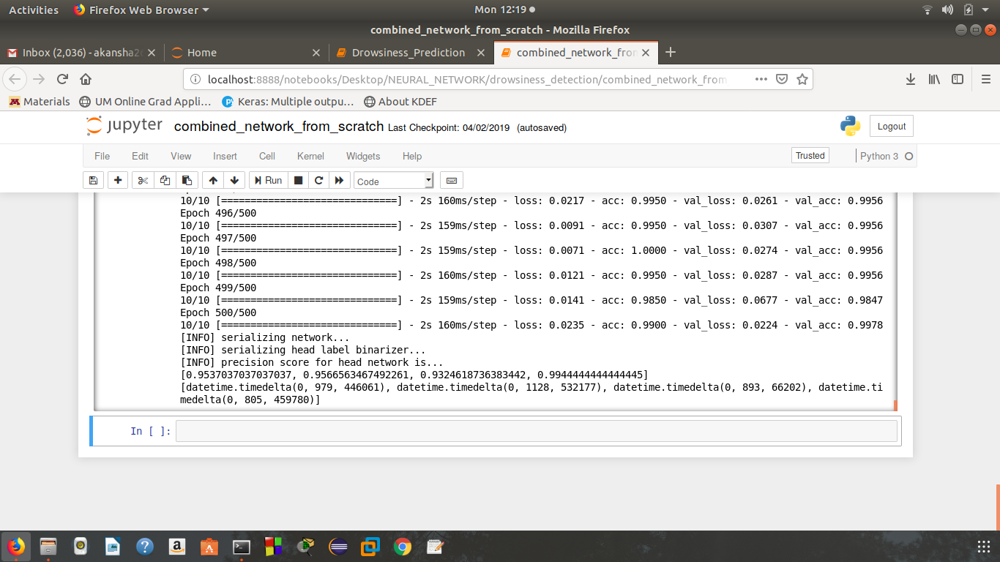 Activities
Firefox Web Browser
Mon 12:19
combined_network_from_scratch - Mozilla Firefox
Inbox (2,036) - akansha2
Home
Drowsiness_Prediction
combined_network_fro
localhost:8888/notebooks/Desktop/NEURAL_NETWORK/drowsiness_detection/combined_network_from_
Materials
UM Online Grad Appli...
Keras: Multiple outpu...
About KDEF
jupyter
combined_network_from_scratch Last Checkpoint: 04/02/2019 (autosaved)
Logout
File Edit View Insert Cell Kernel Widgets Help
Trusted
Python 3
Run
Code
10/10 [==============================] - 2s 160ms/step - loss: 0.0217 - acc: 0.9950 - val_loss: 0.0261 - val_acc: 0.9956
Epoch 496/500
10/10 [==============================] - 2s 159ms/step - loss: 0.0091 - acc: 0.9950 - val_loss: 0.0307 - val_acc: 0.9956
Epoch 497/500
10/10 [==============================] - 2s 159ms/step - loss: 0.0071 - acc: 1.0000 - val_loss: 0.0274 - val_acc: 0.9956
Epoch 498/500
10/10 [==============================] - 2s 160ms/step - loss: 0.0121 - acc: 0.9950 - val_loss: 0.0287 - val_acc: 0.9956
Epoch 499/500
10/10 [==============================] - 2s 159ms/step - loss: 0.0141 - acc: 0.9850 - val_loss: 0.0677 - val_acc: 0.9847
Epoch 500/500
10/10 [==============================] - 2s 160ms/step - loss: 0.0235 - acc: 0.9900 - val_loss: 0.0224 - val_acc: 0.9978
[INFO] serializing network...
[INFO] serializing head label binarizer...
[INFO] precision score for head network is...
[0.9537037037037037, 0.9566563467492261, 0.9324618736383442, 0.9944444444444445]
[datetime.timedelta(0, 979, 446061), datetime.timedelta(0, 1128, 532177), datetime.timedelta(0, 893, 66202), datetime.ti
medelta(0, 805, 459780)]
In [ ]: